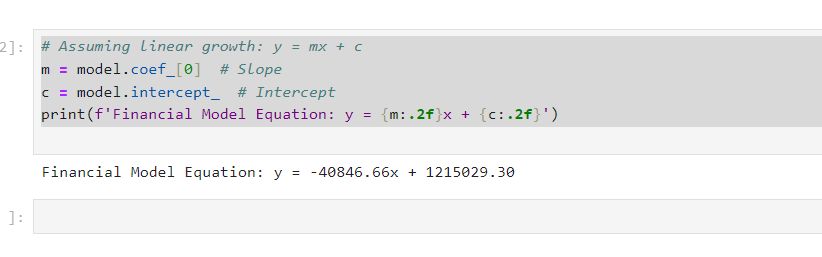 2]: # Assuming linear growth: y = mx + c
m = model.coef_[0]  # Slope
c = model.intercept_  # Intercept
print(f'Financial Model Equation: y = {m:.2f}x + {c:.2f}')
Financial Model Equation: y = -40846.66x + 1215029.30
]: